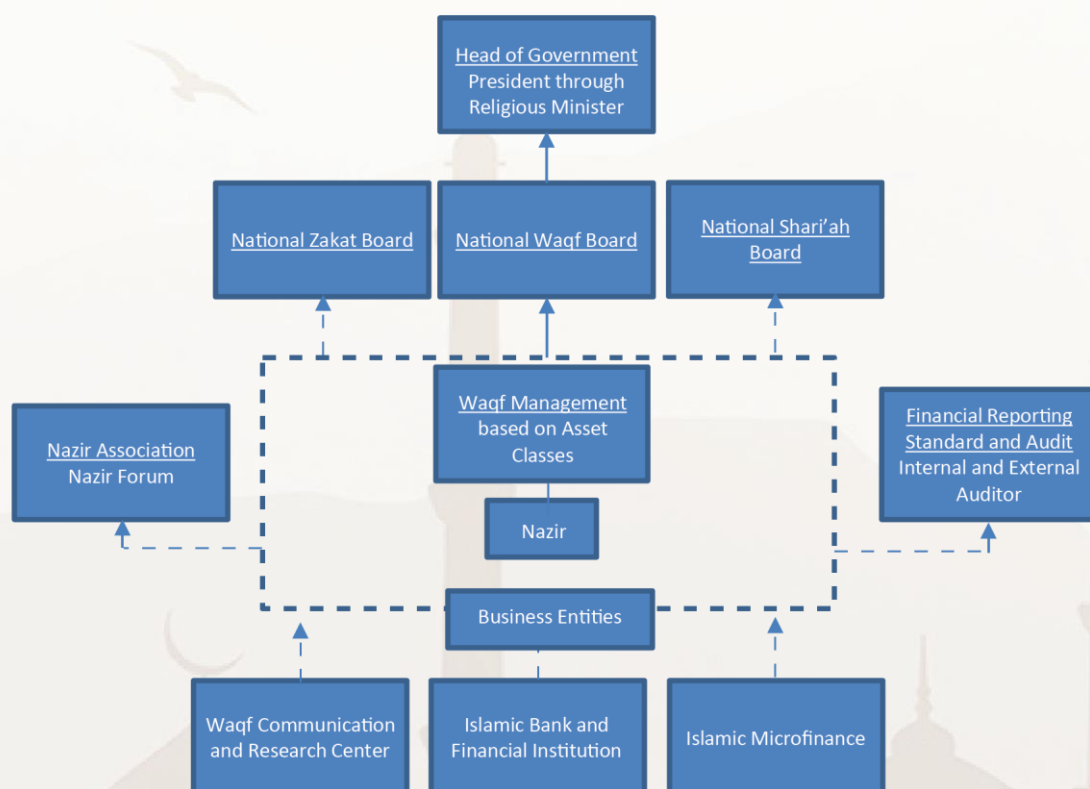 Head of Government
President through
Religious Minister
National Zakat Board
National Waqf Board
National Shari'ah
Board
Waqf Management
based on Asset
Classes
Nazir Association
Nazir Forum
Financial Reporting
Standard and Audit
Internal and External
Auditor
Nazir
Business Entities
Waqf Communication
and Research Center
Islamic Bank and
Financial Institution
Islamic Microfinance